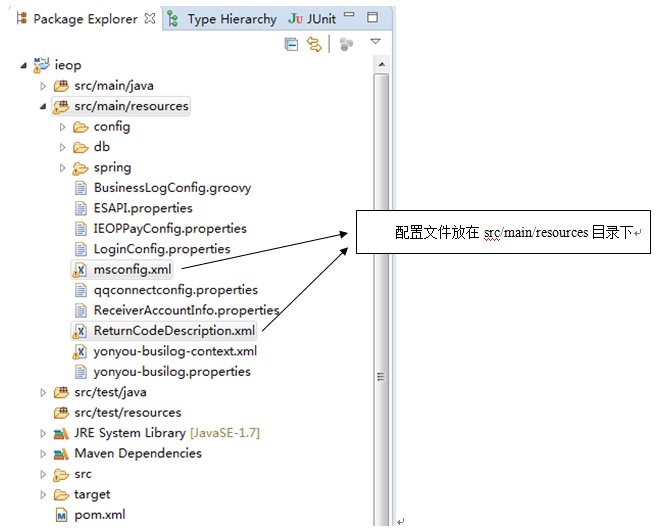 Package Explorer Type Hierarchy JUnit
ieop
src/main/java
src/main/resources
config
db
spring
BusinessLogConfig.groovy
ESAPI.properties
IEOPPayConfig.properties
LoginConfig.properties
配置文件放在 src/main/resources 目录下
msconfig.xml
qqconnectconfig.properties
ReceiverAccountInfo.properties
ReturnCodeDescription.xml
yonyou-busilog-context.xml
yonyou-busilog.properties
src/test/java
src/test/resources
JRE System Library [JavaSE-1.7]
Maven Dependencies
src
target
pom.xml